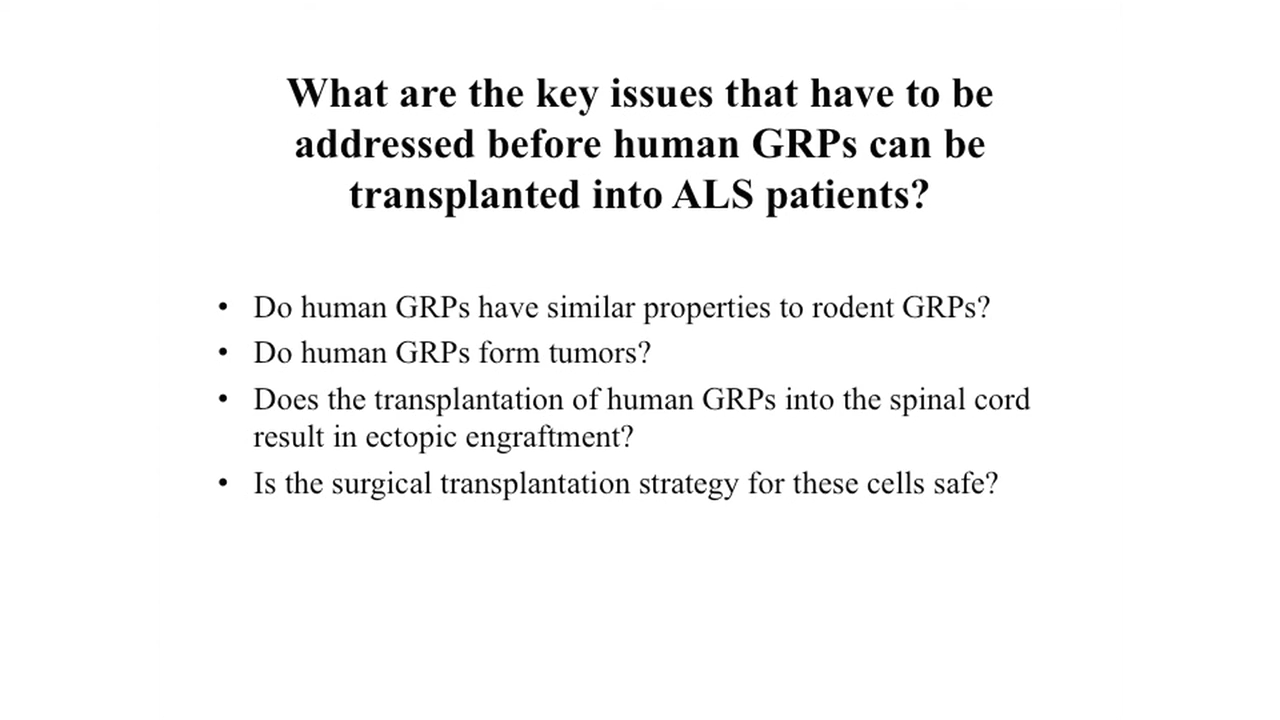 What are the key issues that have to be
addressed before human GRPs can be
transplanted into ALS patients?
• Do human GRPs have similar properties to rodent GRPs?
• Do human GRPs form tumors?
• Does the transplantation of human GRPs into the spinal cord
result in ectopic engraftment?
• Is the surgical transplantation strategy for these cells safe?